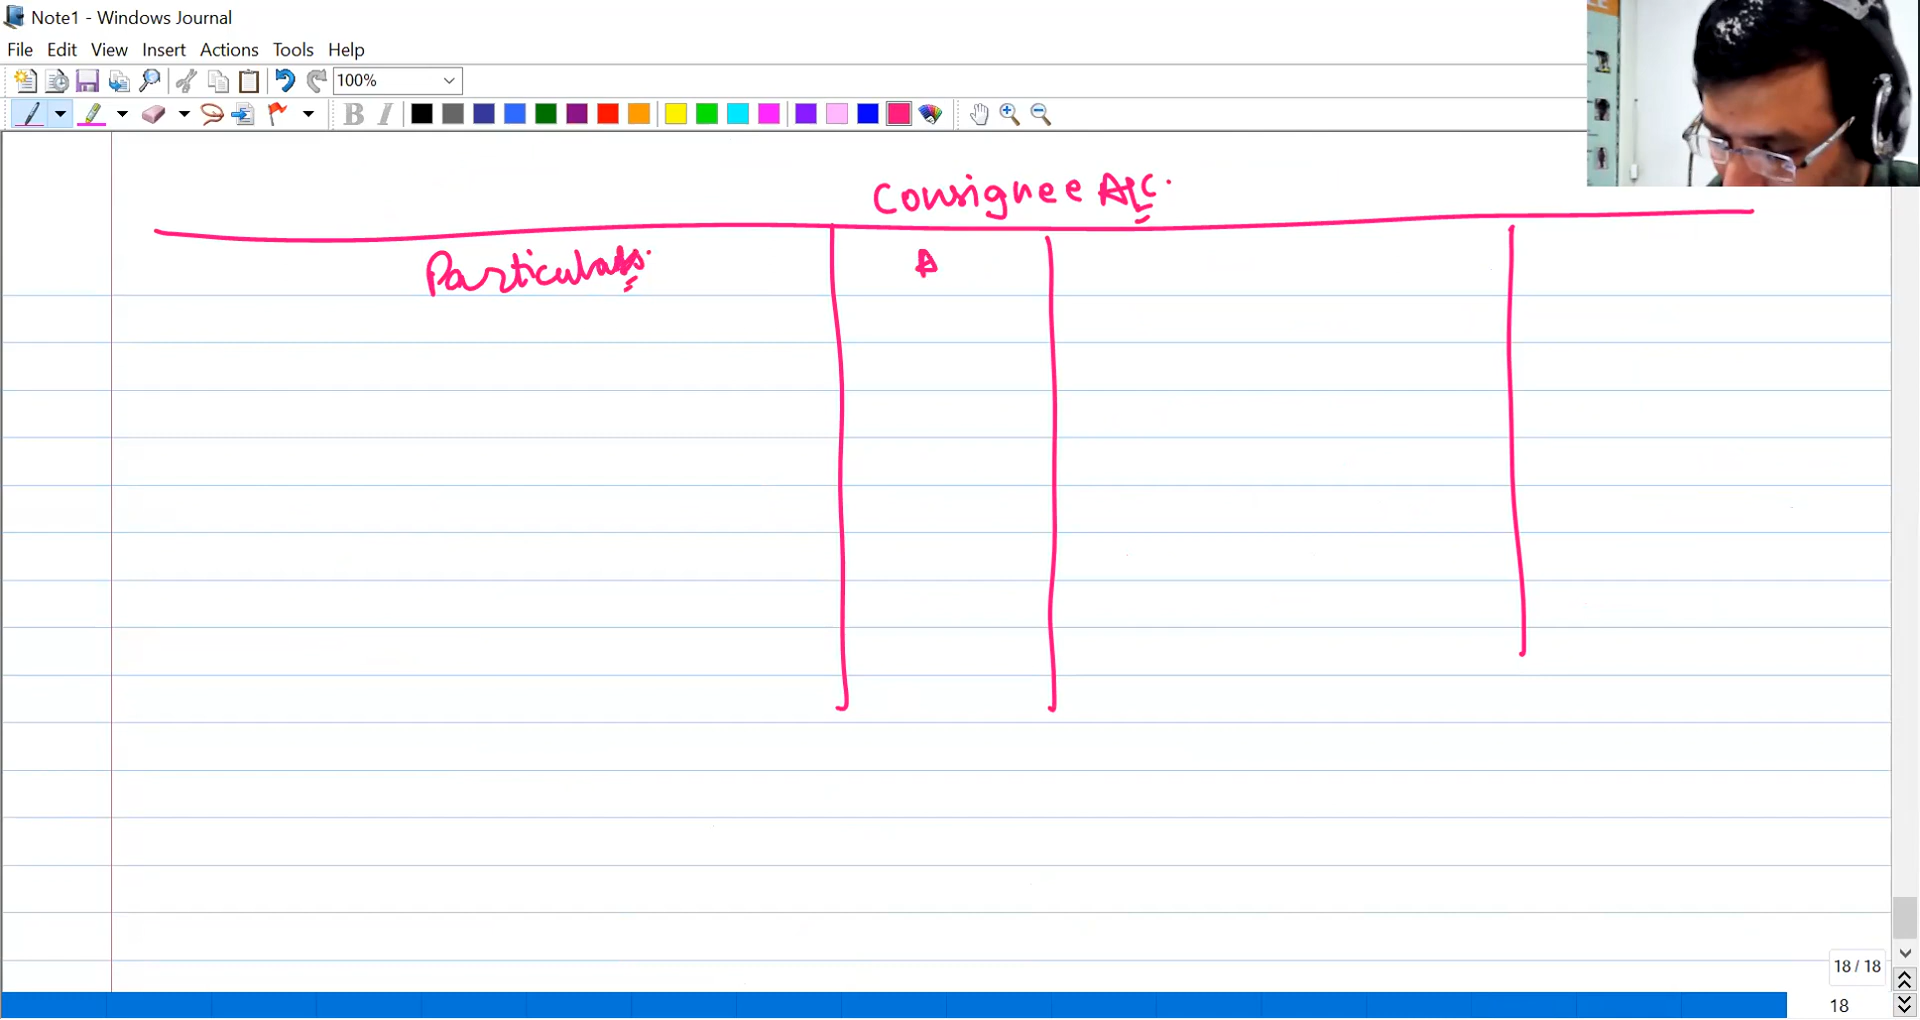 Note1 - Windows Journal
File Edit View Insert Actions Tools Help
100%
B I
Consignee A/c.
Particulars. A
18 / 18
18